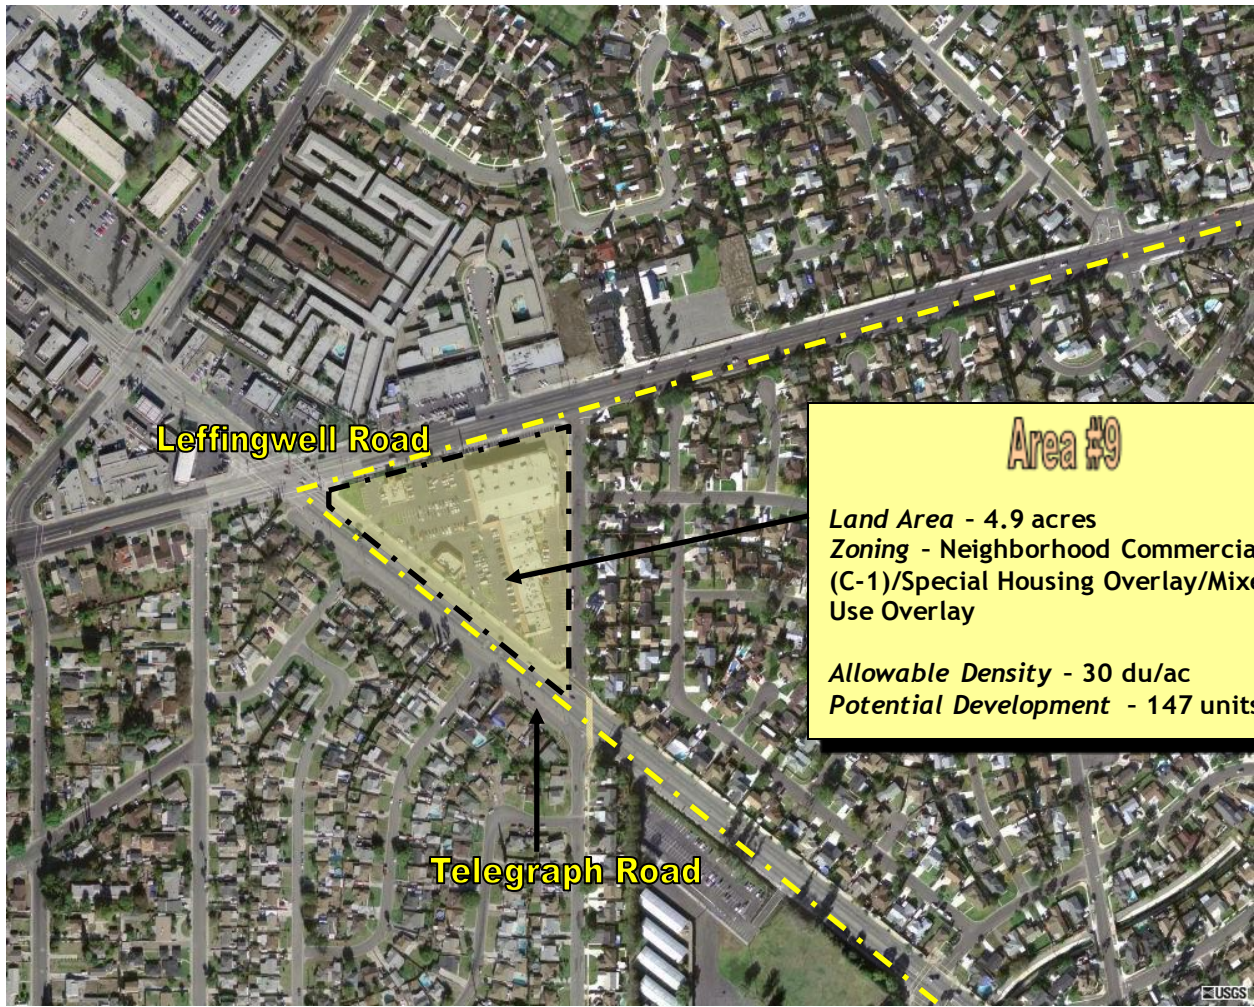 Leffingwell Road
Area #9
Land Area - 4.9 acres
Zoning - Neighborhood Commercia
(C-1)/Special Housing Overlay/Mixe
Use Overlay
Allowable Density - 30 du/ac
Potential Development - 147 units
Telegraph Road
USGS